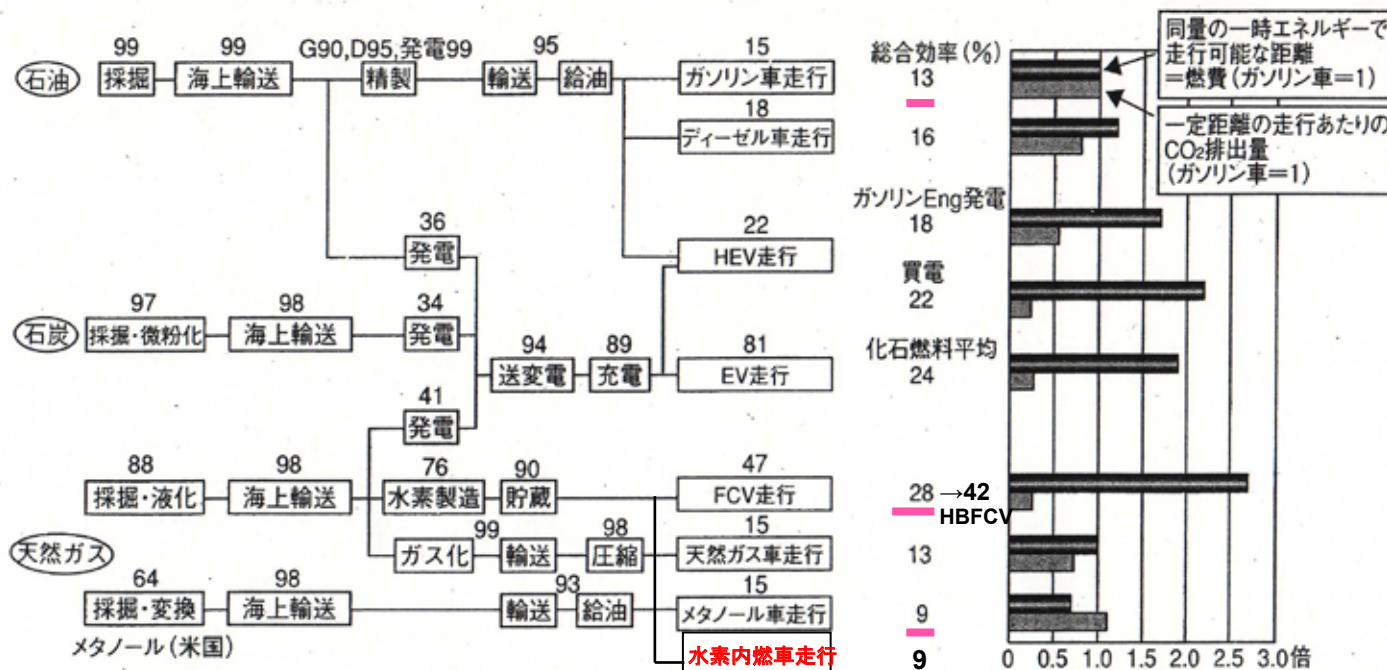 99
99
G90,D95,発電99
95
15
石油
採掘
海上輸送
精製
輸送
給油
ガソリン車走行
18
ディーゼル車走行
36
発電
22
HEV走行
97
98
34
石炭
採掘・微粉化
海上輸送
発電
94
89
81
送変電
充電
EV走行
41
発電
88
98
76
90
47
採掘・液化
海上輸送
水素製造
貯蔵
FCV走行
天然ガス
99
98
15
ガス化
輸送
圧縮
天然ガス車走行
64
98
93
15
採掘・変換
海上輸送
輸送
給油
メタノール車走行
メタノール(米国)
水素内燃車走行
総合効率(%)
13
16
ガソリンEng発電
18
買電
22
化石燃料平均
24
28 →42
HBFCV
13
9
9
同量の一時エネルギーで
走行可能な距離
=燃費(ガソリン車=1)
一定距離の走行あたりの
CO₂排出量
(ガソリン車=1)
0 0.5 1.0 1.5 2.0 2.5 3.0倍